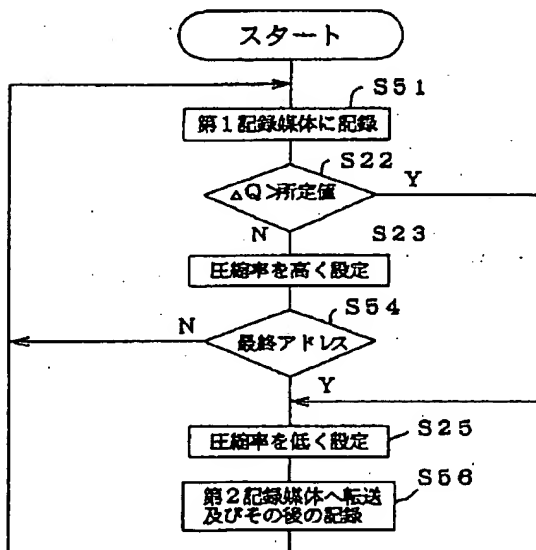 スタート
S51
第1記録媒体に記録
S22
△Q>所定値
Y
N
S23
圧縮率を高く設定
S54
N
最終アドレス
Y
S25
圧縮率を低く設定
S56
第2記録媒体へ転送
及びその後の記録